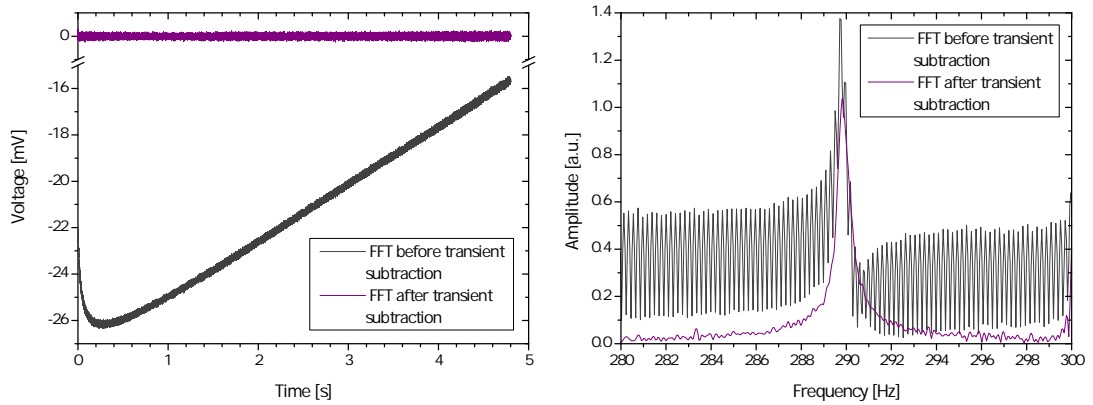 0
-16
-18
-20
-22
-24
-26
0 1 2 3 4 5
Voltage [mV]
Time [s]
FFT before transient
subtraction
FFT after transient
subtraction
1.4
1.2
1.0
0.8
0.6
0.4
0.2
0.0
280 282 284 286 288 290 292 294 296 298 300
Amplitude [a.u.]
Frequency [Hz]
FFT before transient
subtraction
FFT after transient
subtraction